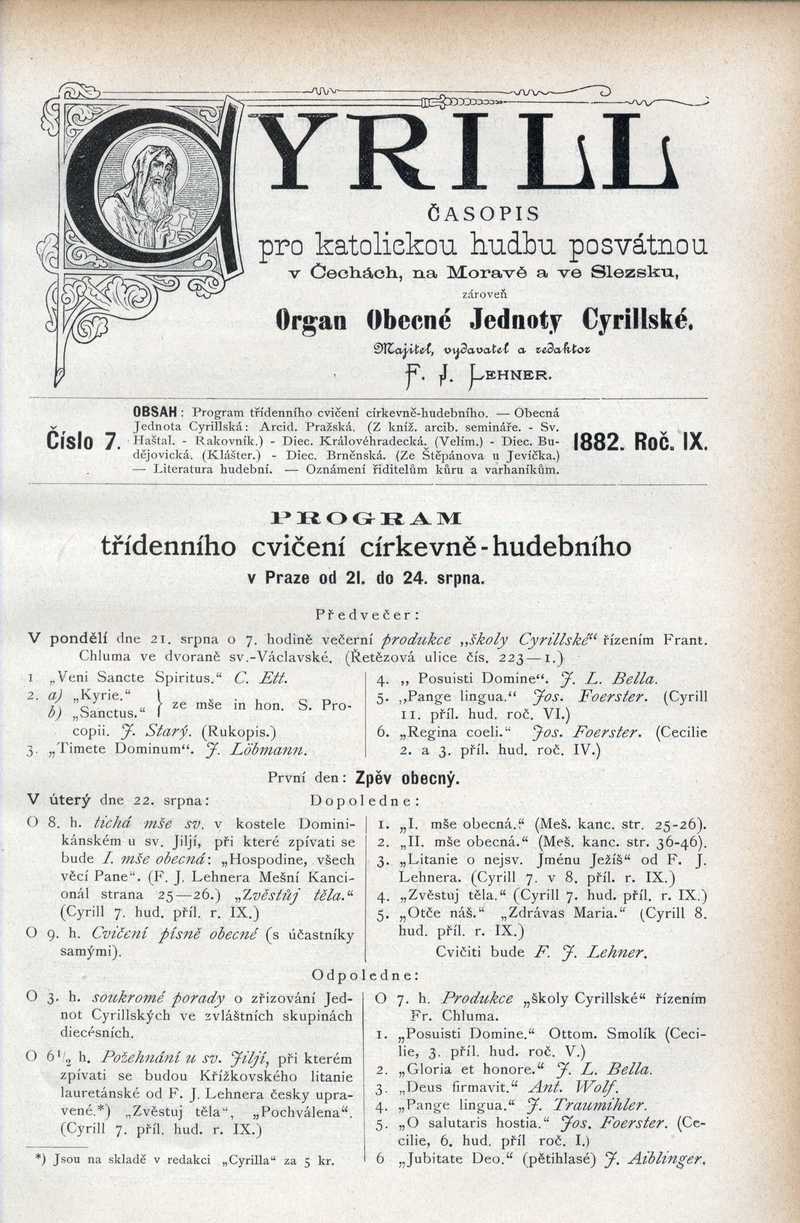 CYRILL
ČASOPIS
pro katolickou hudbu posvátnou
v Čechách, na Moravě a ve Slezsku,
zároveň
Organ Obecné Jednoty Cyrillské.
Majitel, vydavatel a redaktor
F. J. LEHNER.
Číslo 7.
OBSAH: Program třídenního cvičení církevně-hudebního. — Obecná
Jednota Cyrillská: Arcid. Pražská. (Z kníž. arcib. semináře. - Sv.
Haštal. - Rakovník.) - Diec. Královéhradecká. (Velím.) - Diec. Bu-
dějovická. (Klášter.) - Diec. Brněnská. (Ze Štěpánova u Jevíčka.)
— Literatura hudební. — Oznámení říditelům kůru a varhaníkům.
1882. Roč. IX.
PROGRAM
třídenního cvičení církevně-hudebního
v Praze od 21. do 24. srpna.
Předvečer:
V pondělí dne 21. srpna o 7. hodině večerní produkce „školy Cyrillské“ řízením Frant.
Chluma ve dvoraně sv.-Václavské. (Řetězová ulice čís. 223—1.)
1 „Veni Sancte Spiritus.“ C. Ett.
2. a) „Kyrie.“
b) „Sanctus.“ } ze mše in hon. S. Pro-
copii. J. Starý. (Rukopis.)
3. „Timete Dominum“. J. Löbmann.
4. ,, Posuisti Domine“. J. L. Bella.
5. ,,Pange lingua.“ Jos. Foerster. (Cyrill
11. příl. hud. roč. VI.)
6. „Regina coeli.“ Jos. Foerster. (Cecilie
2. a 3. příl. hud. roč. IV.)
První den: Zpěv obecný.
V úterý dne 22. srpna: Dopoledne:
O 8. h. tichá mše sv. v kostele Domini-
kánském u sv. Jiljí, při které zpívati se
bude I. mše obecná: „Hospodine, všech
věcí Pane“. (F. J. Lehnera Mešní Kanci-
onál strana 25—26.) „Zvěstůj těla.“
(Cyrill 7. hud. příl. r. IX.)
O 9. h. Cvičení písně obecné (s účastníky
samými).
1. „I. mše obecná.“ (Meš. kanc. str. 25-26).
2. „II. mše obecná.“ (Meš. kanc. str. 36-46).
3. „Litanie o nejsv. Jménu Ježíš“ od F. J.
Lehnera. (Cyrill 7. v 8. příl. r. IX.)
4. „Zvěstuj těla.“ (Cyrill 7. hud. příl. r. IX.)
5. „Otče náš.“ „Zdrávas Maria.“ (Cyrill 8.
hud. příl. r. IX.)
Cvičiti bude F. J. Lehner.
Odpoledne:
O 3. h. soukromé porady o zřizování Jed-
not Cyrillských ve zvláštních skupinách
diecésních.
O 6½ h. Požehnání u sv. Jiljí, při kterém
zpívati se budou Křížkovského litanie
lauretánské od F. J. Lehnera česky upra-
vené.*) „Zvěstuj těla“, „Pochválena“.
(Cyrill 7. příl. hud. r. IX.)
*) Jsou na skladě v redakci „Cyrilla“ za 5 kr.
O 7. h. Produkce „školy Cyrillské“ řízením
Fr. Chluma.
1. „Posuisti Domine.“ Ottom. Smolík (Ceci-
lie, 3. příl. hud. roč. V.)
2. „Gloria et honore.“ J. L. Bella.
3. „Deus firmavit.“ Ant. Wolf.
4. „Pange lingua.“ J. Traumihler.
5. „O salutaris hostia.“ Jos. Foerster. (Ce-
cilie, 6. hud. příl roč. I.)
6 „Jubitate Deo.“ (pětihlasé) J. Aiblinger.